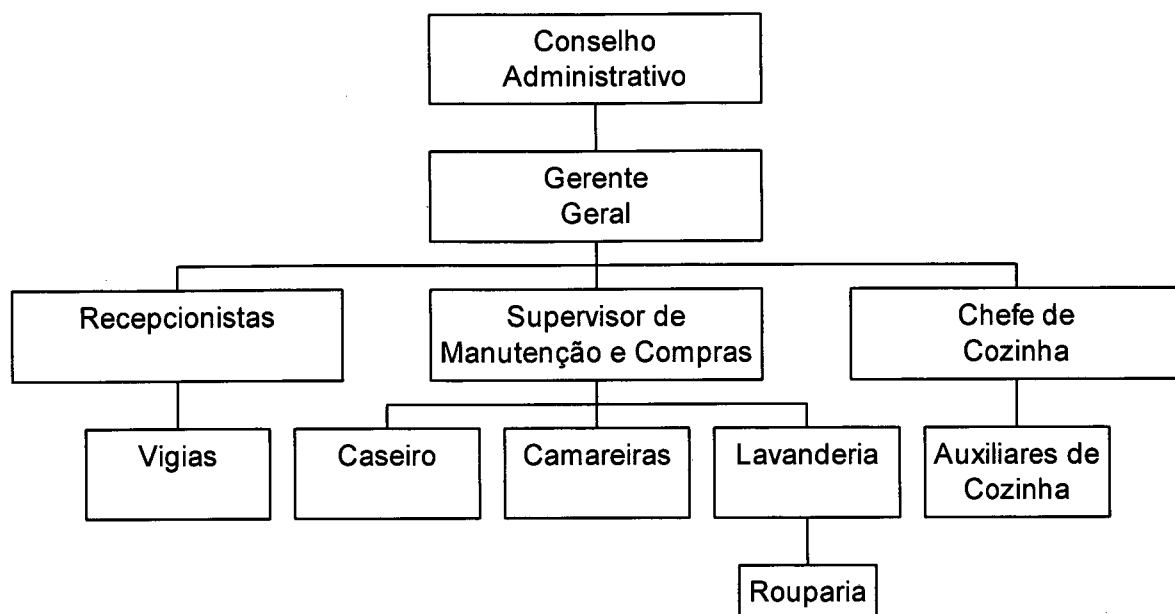 Conselho
Administrativo
Gerente
Geral
Recepcionistas
Supervisor de
Manutenção e Compras
Chefe de
Cozinha
Vigias
Caseiro
Camareiras
Lavanderia
Auxiliares de
Cozinha
Rouparia